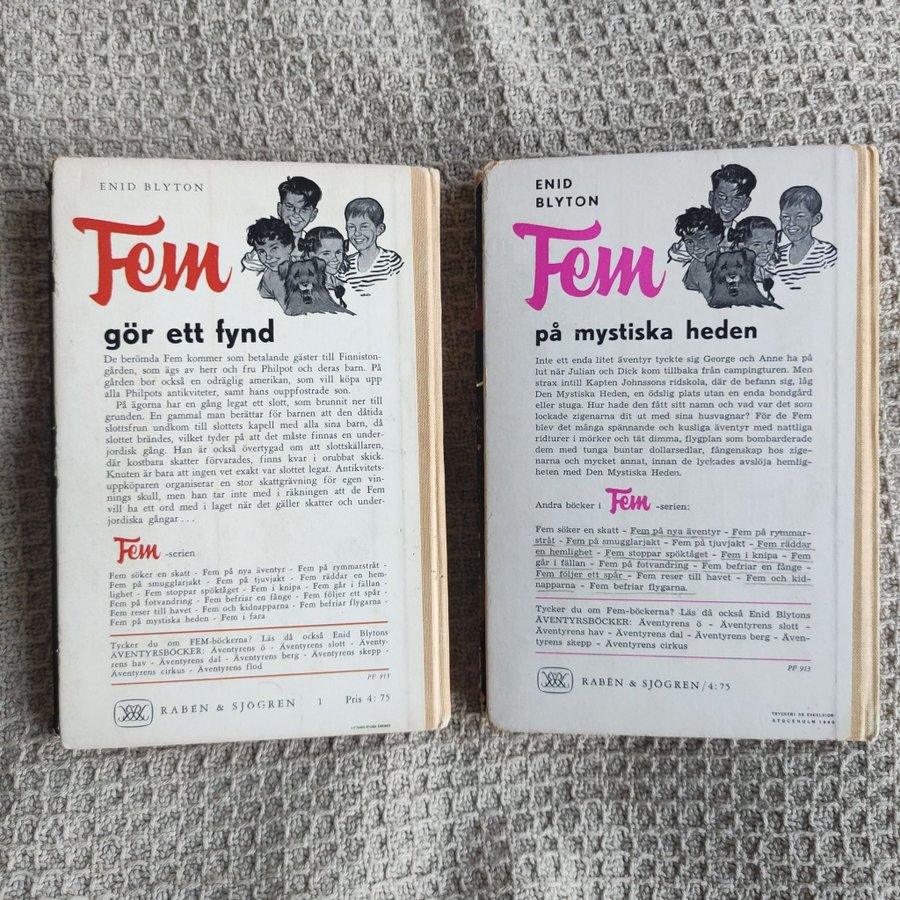 ENID BLYTON
Fem
gör ett fynd
De berömda Fem kommer som betalande gäster till Finniston-
gården, som ägs av herr och fru Philpot och deras barn. På
gården bor också en odräglig amerikan, som vill köpa upp
alla Philpots antikviteter, samt hans ouppfostrade son.
På ägorna har en gång legat ett slott, som brunnit ner till
grunden. En gammal man berättar för barnen att den dåtida
slottsfrun undkom till slottets kapell med alla sina barn, då
slottet brändes, vilket tyder på att det måste finnas en under-
jordisk gång. Han är också övertygad om att slottskällaren,
där kostbara skatter förvarades, finns kvar i orubbat skick.
Knuten är bara att ingen vet exakt var slottet legat. Antikvitets-
uppköparen organiserar en stor skattgrävning för egen vin-
nings skull, men han tar inte med i räkningen att de Fem
vill ha ett ord med i laget när det gäller skatter och under-
jordiska gångar . . .
Fem -serien
Fem söker en skatt - Fem på nya äventyr - Fem på rymmarstråt -
Fem på smugglarjakt - Fem på tjuvjakt - Fem räddar en hem-
lighet - Fem stoppar spöktåget - Fem i knipa - Fem går i fällan -
Fem på fotvandring - Fem befriar en fånge - Fem följer ett spår -
Fem reser till havet - Fem och kidnapparna - Fem befriar flygarna
Fem på mystiska heden - Fem i fara
Tycker du om FEM-böckerna? Läs då också Enid Blytons
ÄVENTYRSBÖCKER: Äventyrens ö - Äventyrens slott - Äventy-
rens hav - Äventyrens dal - Äventyrens berg - Äventyrens skepp -
Äventyrens cirkus - Äventyrens flod
PF 913
RABÉN & SJÖGREN 1 Pris 4: 75
ENID
BLYTON
Fem
på mystiska heden
Inte ett enda litet äventyr tyckte sig George och Anne ha på
lut när Julian och Dick kom tillbaka från campingturen. Men
strax intill Kapten Johnssons ridskola, där de befann sig, låg
Den Mystiska Heden, en ödslig plats utan en enda bondgård
eller stuga. Hur hade den fått sitt namn och vad var det som
lockade zigenarna dit ut med sina husvagnar? För de Fem
blev det många spännande och kusliga äventyr med nattliga
ridturer i mörker och tät dimma, flygplan som bombarderade
dem med tunga buntar dollarsedlar, fångenskap hos zige-
narna och mycket annat, innan de lyckades avslöja hemlig-
heten med Den Mystiska Heden.
Andra böcker i Fem -serien:
Fem söker en skatt - Fem på nya äventyr - Fem på rymmar-
stråt - Fem på smugglarjakt - Fem på tjuvjakt - Fem räddar
en hemlighet - Fem stoppar spöktåget - Fem i knipa - Fem
går i fällan - Fem på fotvandring - Fem befriar en fånge -
Fem följer ett spår - Fem reser till havet - Fem och kid-
napparna - Fem befriar flygarna.
Tycker du om Fem-böckerna? Läs då också Enid Blytons
ÄVENTYRSBÖCKER: Äventyrens ö - Äventyrens slott -
Äventyrens hav - Äventyrens dal - Äventyrens berg - Även-
tyrens skepp - Äventyrens cirkus
PF 913
RABÉN & SJÖGREN / 4: 75
TRYCKERI AB EXCELSIOR
STOCKHOLM